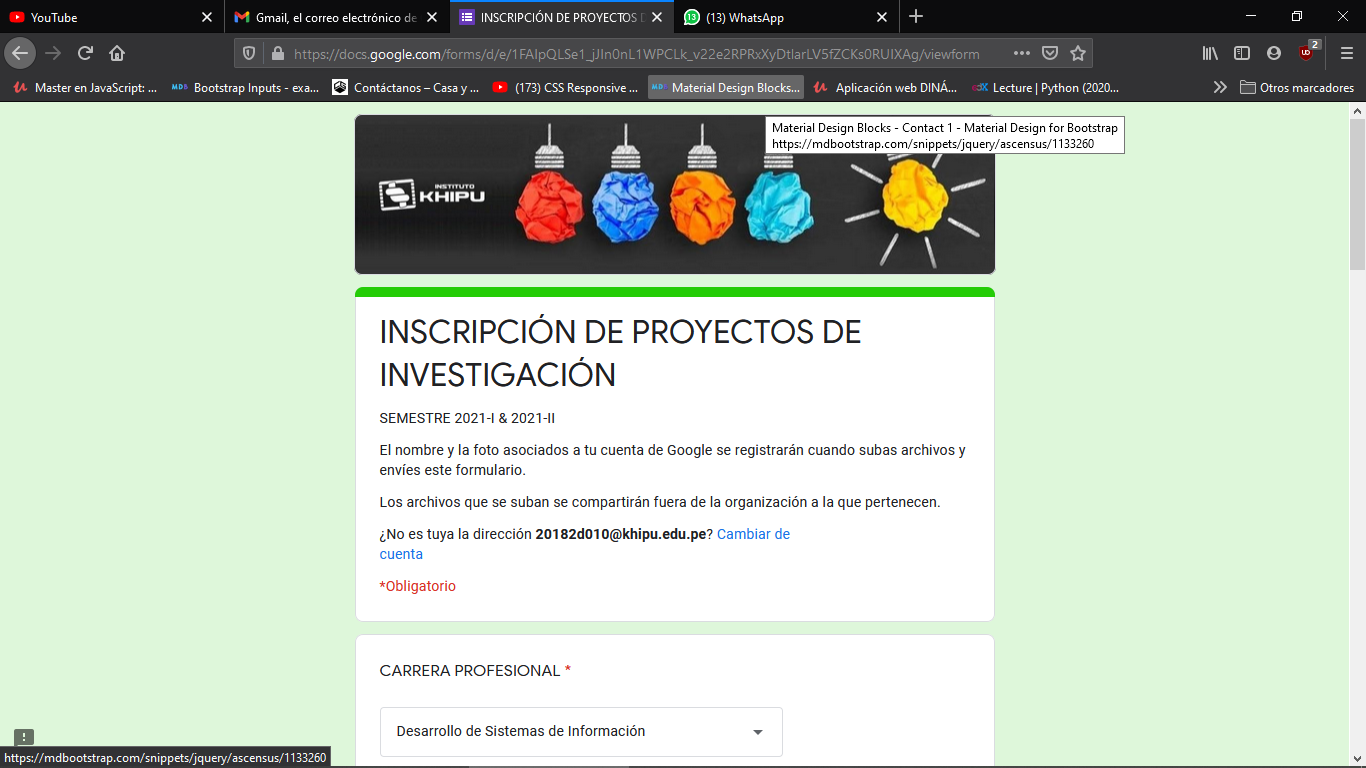 YouTube
Gmail, el correo electrónico de
INSCRIPCIÓN DE PROYECTOS D
13
(13) WhatsApp
https://docs.google.com/forms/d/e/1FAIpQLSe1_jJIn0nL1WPCLk_v22e2RPRxXyDtlarLV5fZCKs0RUIXAg/viewform
2
Master en JavaScript: ...
MDB
Bootstrap Inputs - exa...
Contáctanos – Casa y ...
(173) CSS Responsive ...
MDB
Material Design Blocks...
Aplicación web DINÁ...
edX
Lecture | Python (2020...
Otros marcadores
Material Design Blocks - Contact 1 - Material Design for Bootstrap
https://mdbootstrap.com/snippets/jquery/ascensus/1133260
INSTITUTO
KHIPU
INSCRIPCIÓN DE PROYECTOS DE
INVESTIGACIÓN
SEMESTRE 2021-I & 2021-II
El nombre y la foto asociados a tu cuenta de Google se registrarán cuando subas archivos y
envíes este formulario.
Los archivos que se suban se compartirán fuera de la organización a la que pertenecen.
¿No es tuya la dirección 20182d010@khipu.edu.pe? Cambiar de
cuenta
*Obligatorio
CARRERA PROFESIONAL *
Desarrollo de Sistemas de Información
https://mdbootstrap.com/snippets/jquery/ascensus/1133260